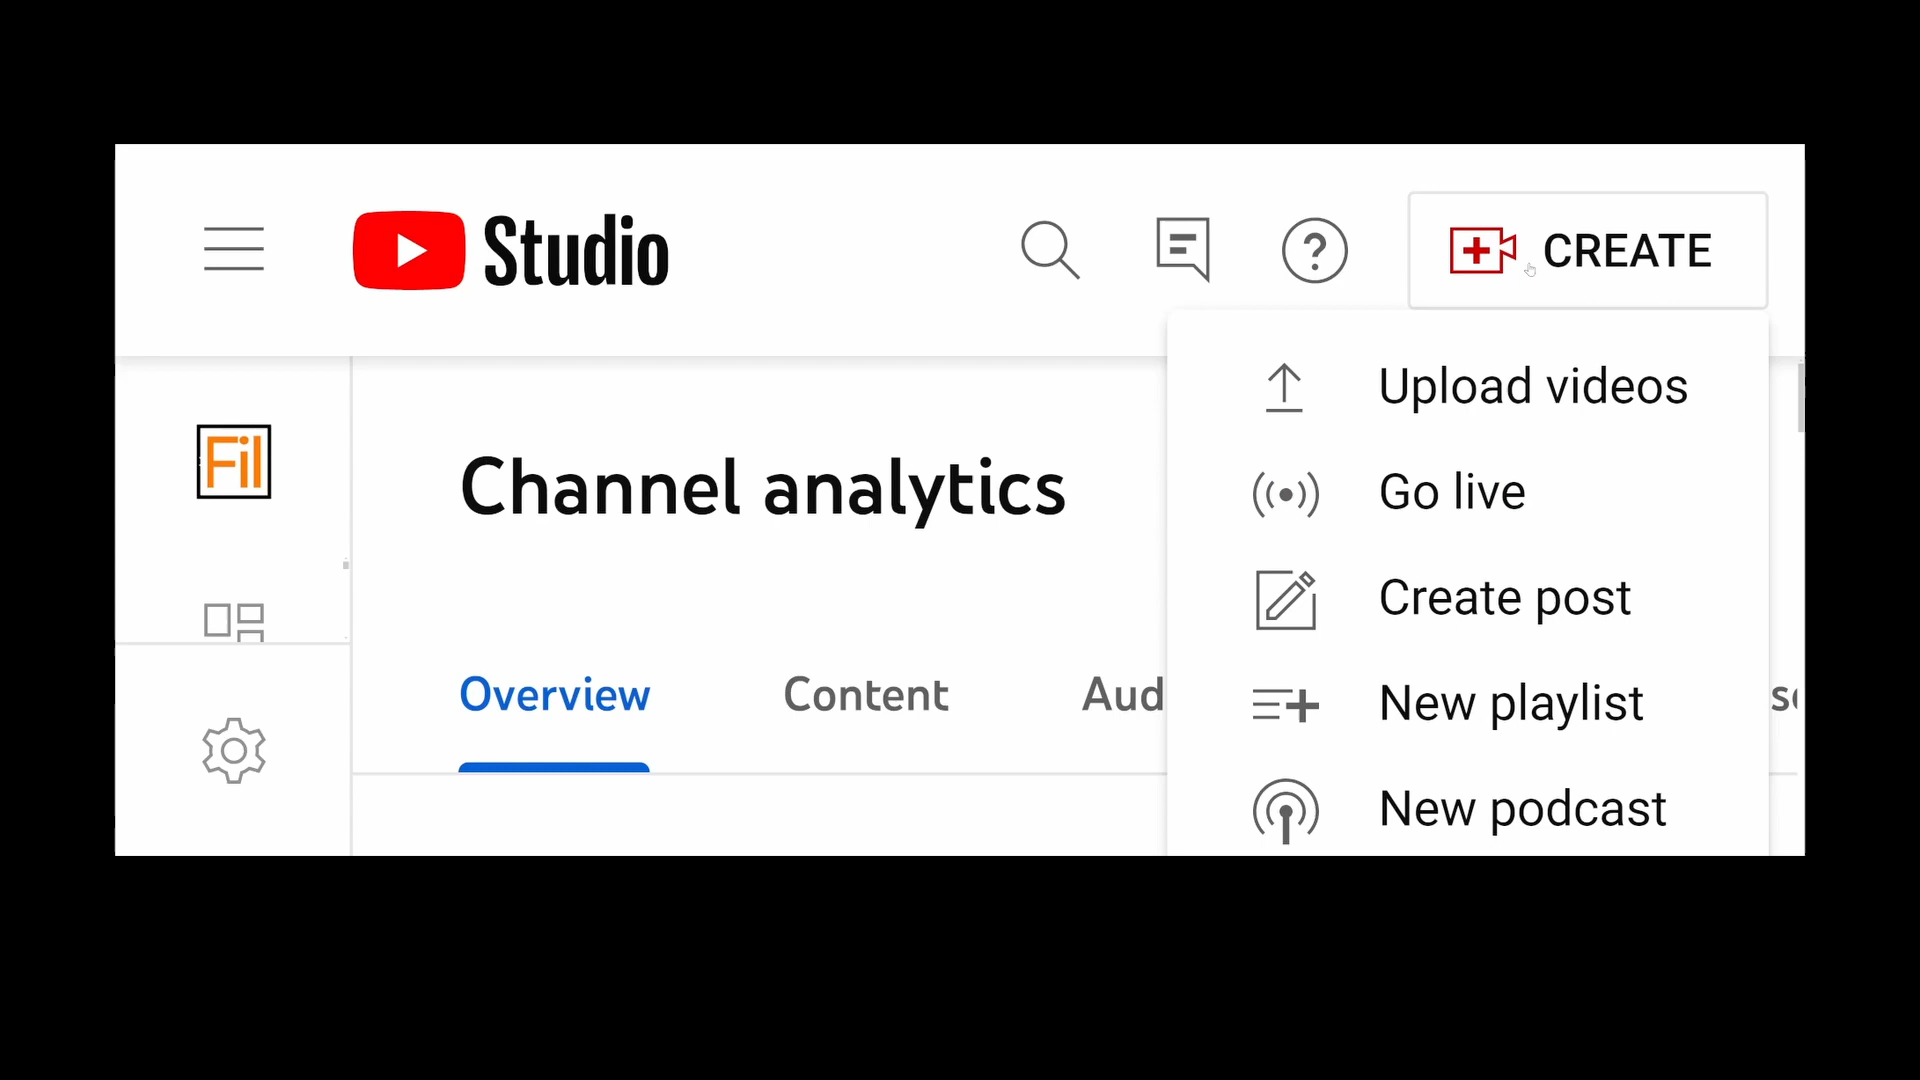 Studio
CREATE
Upload videos
Fil
Channel analytics
Go live
Create post
Overview
Content
Aud
New playlist
New podcast